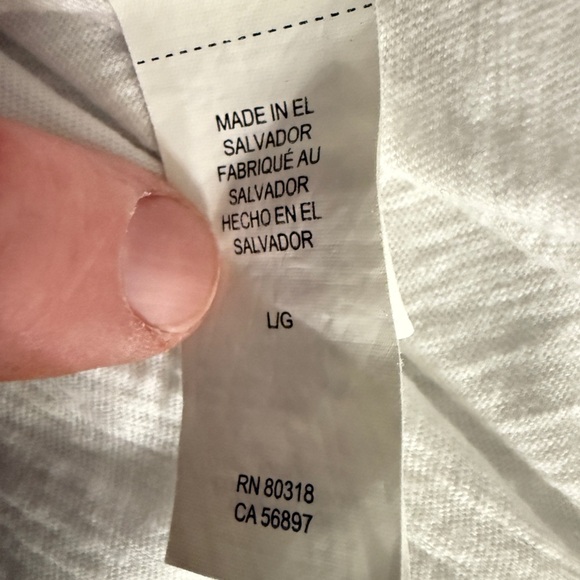 MADE IN EL
SALVADOR
FABRIQUÉ AU
SALVADOR
HECHO EN EL
SALVADOR
L/G
RN 80318
CA 56897